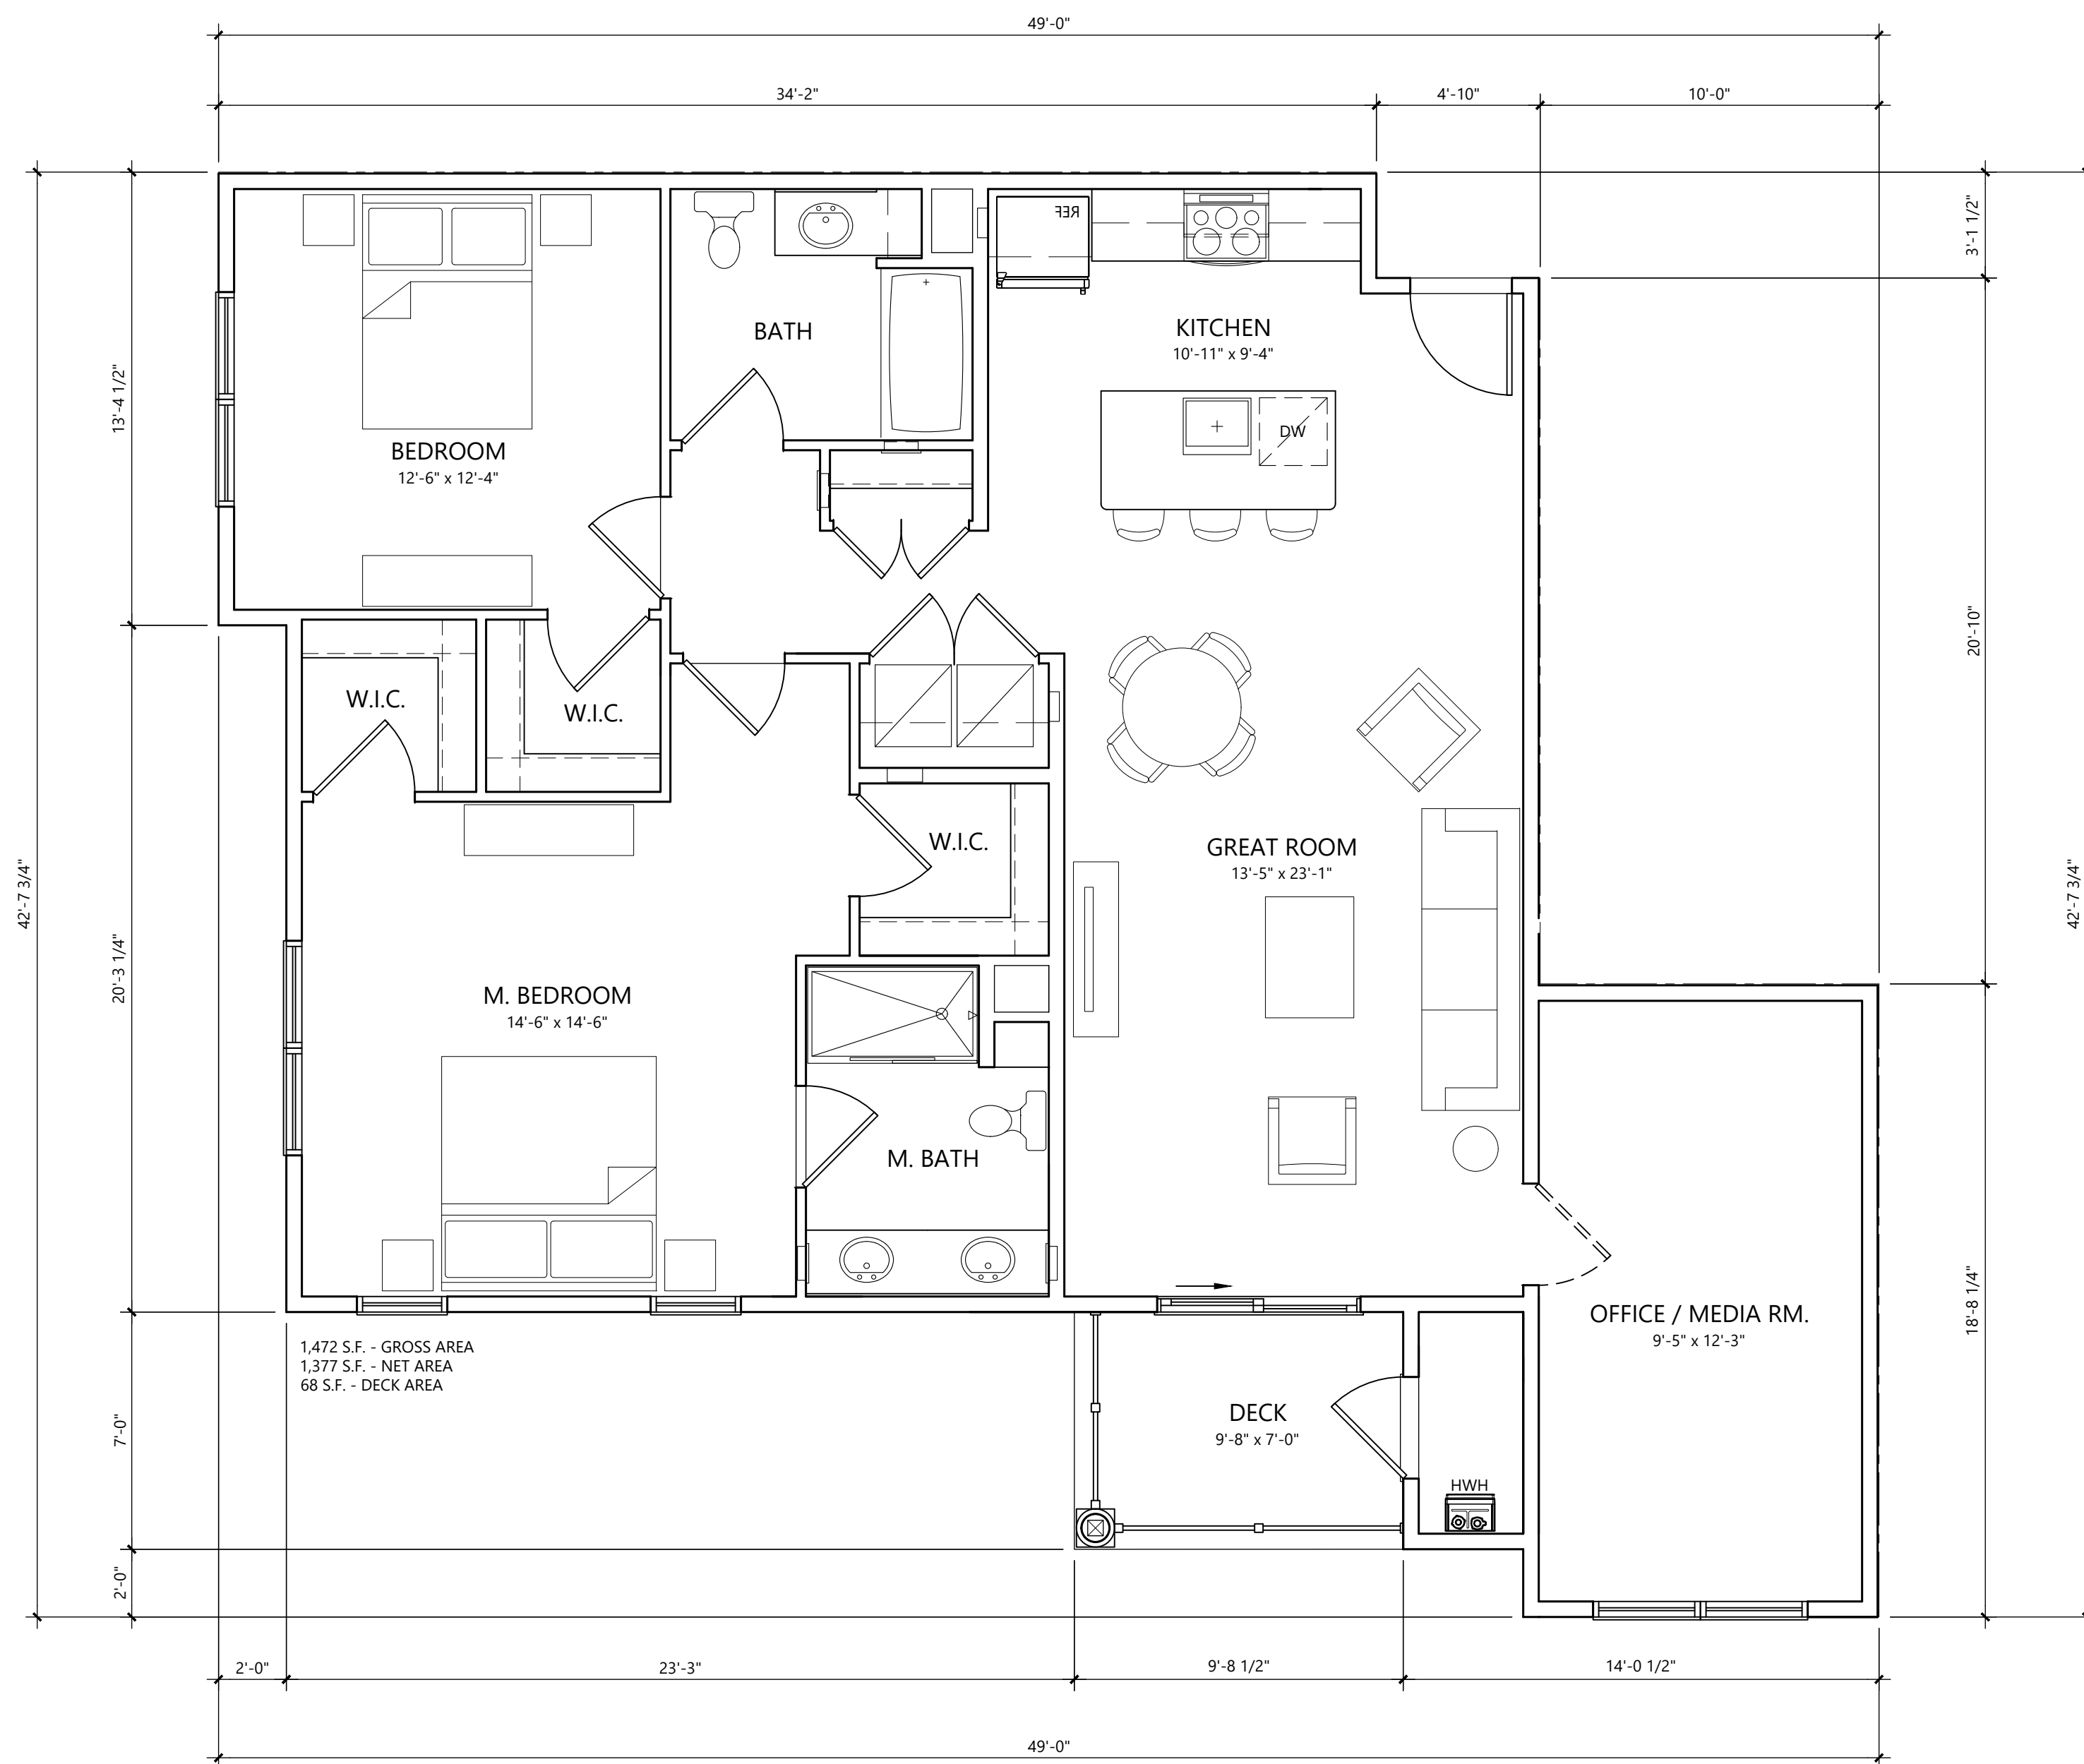 49'-0"
34'-2"
4'-10"
10'-0"
3'-1 1/2"
REF
KITCHEN
10'-11" x 9'-4"
BATH
13'-4 1/2"
DW
BEDROOM
12'-6" x 12'-4"
20'-10"
W.I.C.
W.I.C.
W.I.C.
GREAT ROOM
13'-5" x 23'-1"
42'-7 3/4"
42'-7 3/4"
20'-3 1/4"
M. BEDROOM
14'-6" x 14'-6"
M. BATH
18'-8 1/4"
OFFICE / MEDIA RM.
9'-5" x 12'-3"
1,472 S.F. - GROSS AREA
1,377 S.F. - NET AREA
68 S.F. - DECK AREA
7'-0"
DECK
9'-8" x 7'-0"
HWH
2'-0"
2'-0"
23'-3"
9'-8 1/2"
14'-0 1/2"
49'-0"